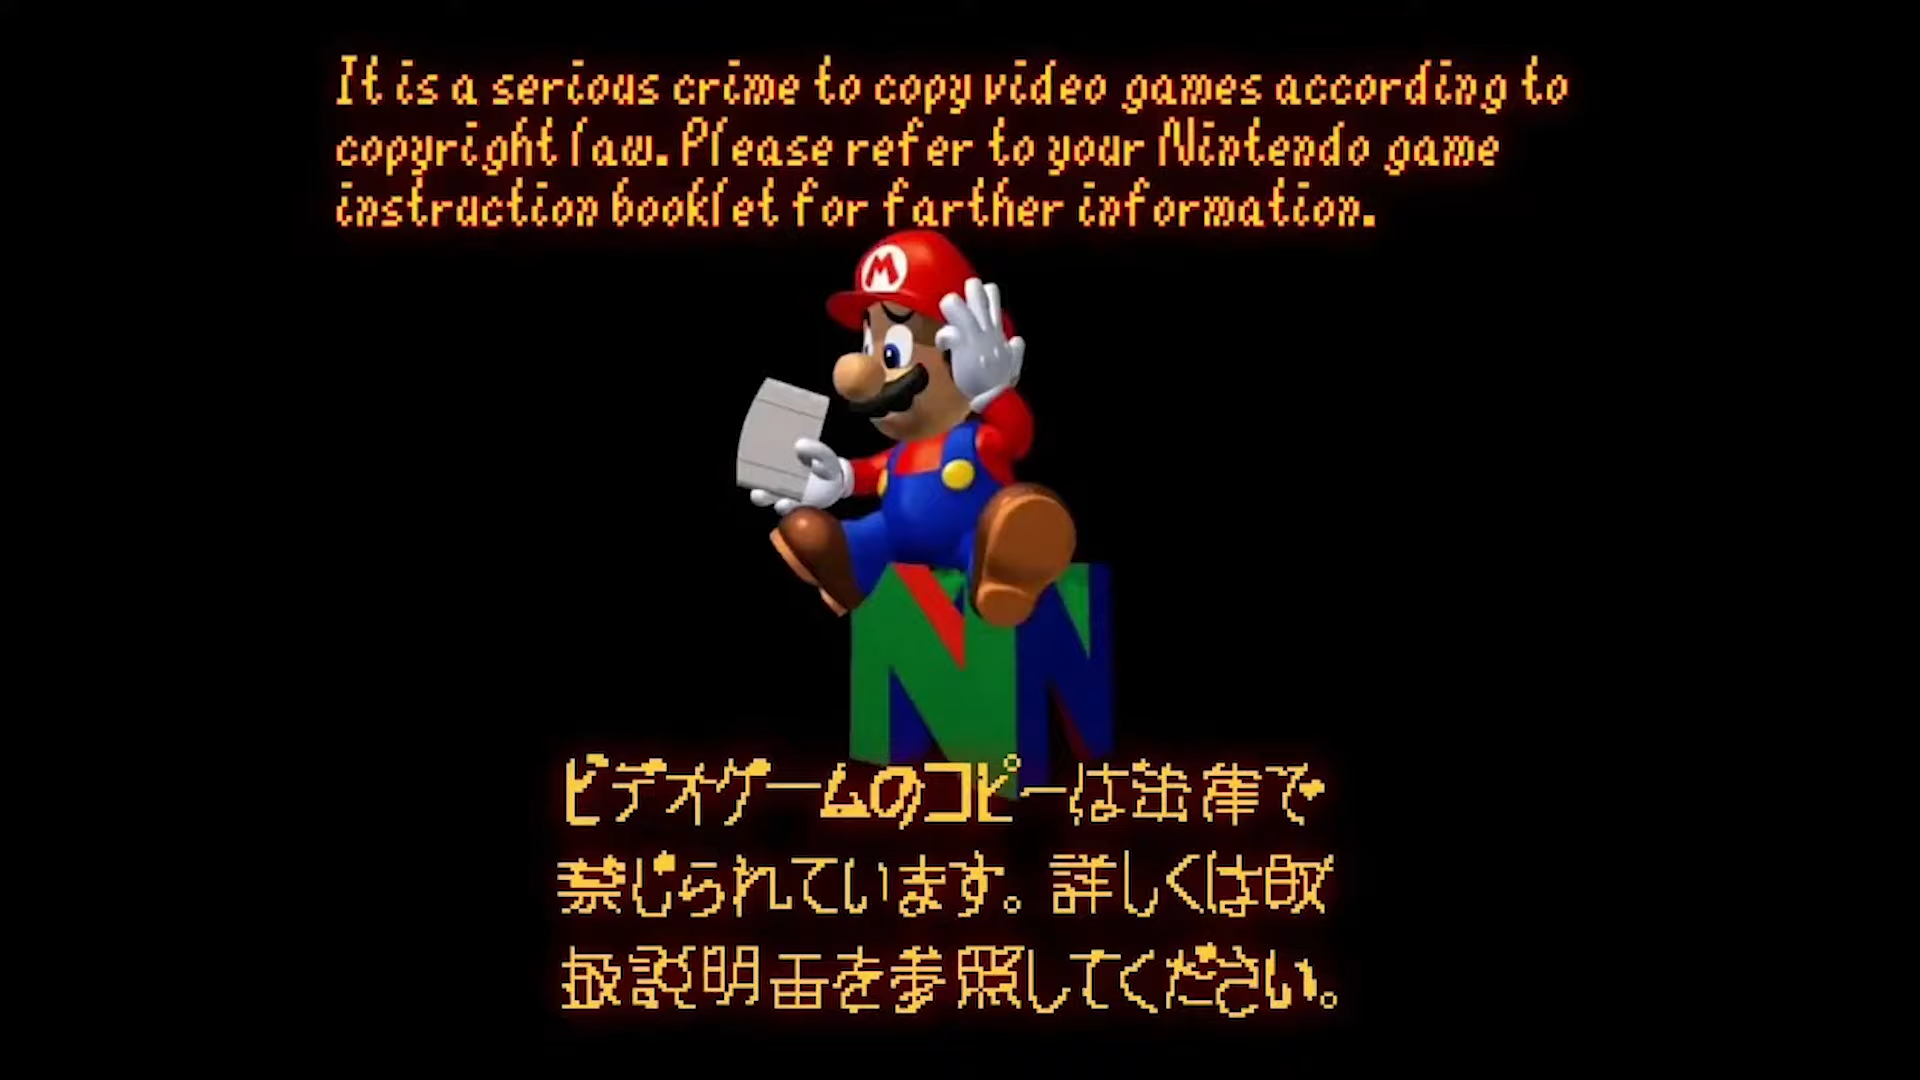 It is a serious crime to copy video games according to
copyright law. Please refer to your Nintendo game
instruction booklet for farther information.
M
ビデオゲームのコピーは法律で
禁じられています。詳しくは取
扱説明書を参照してください。